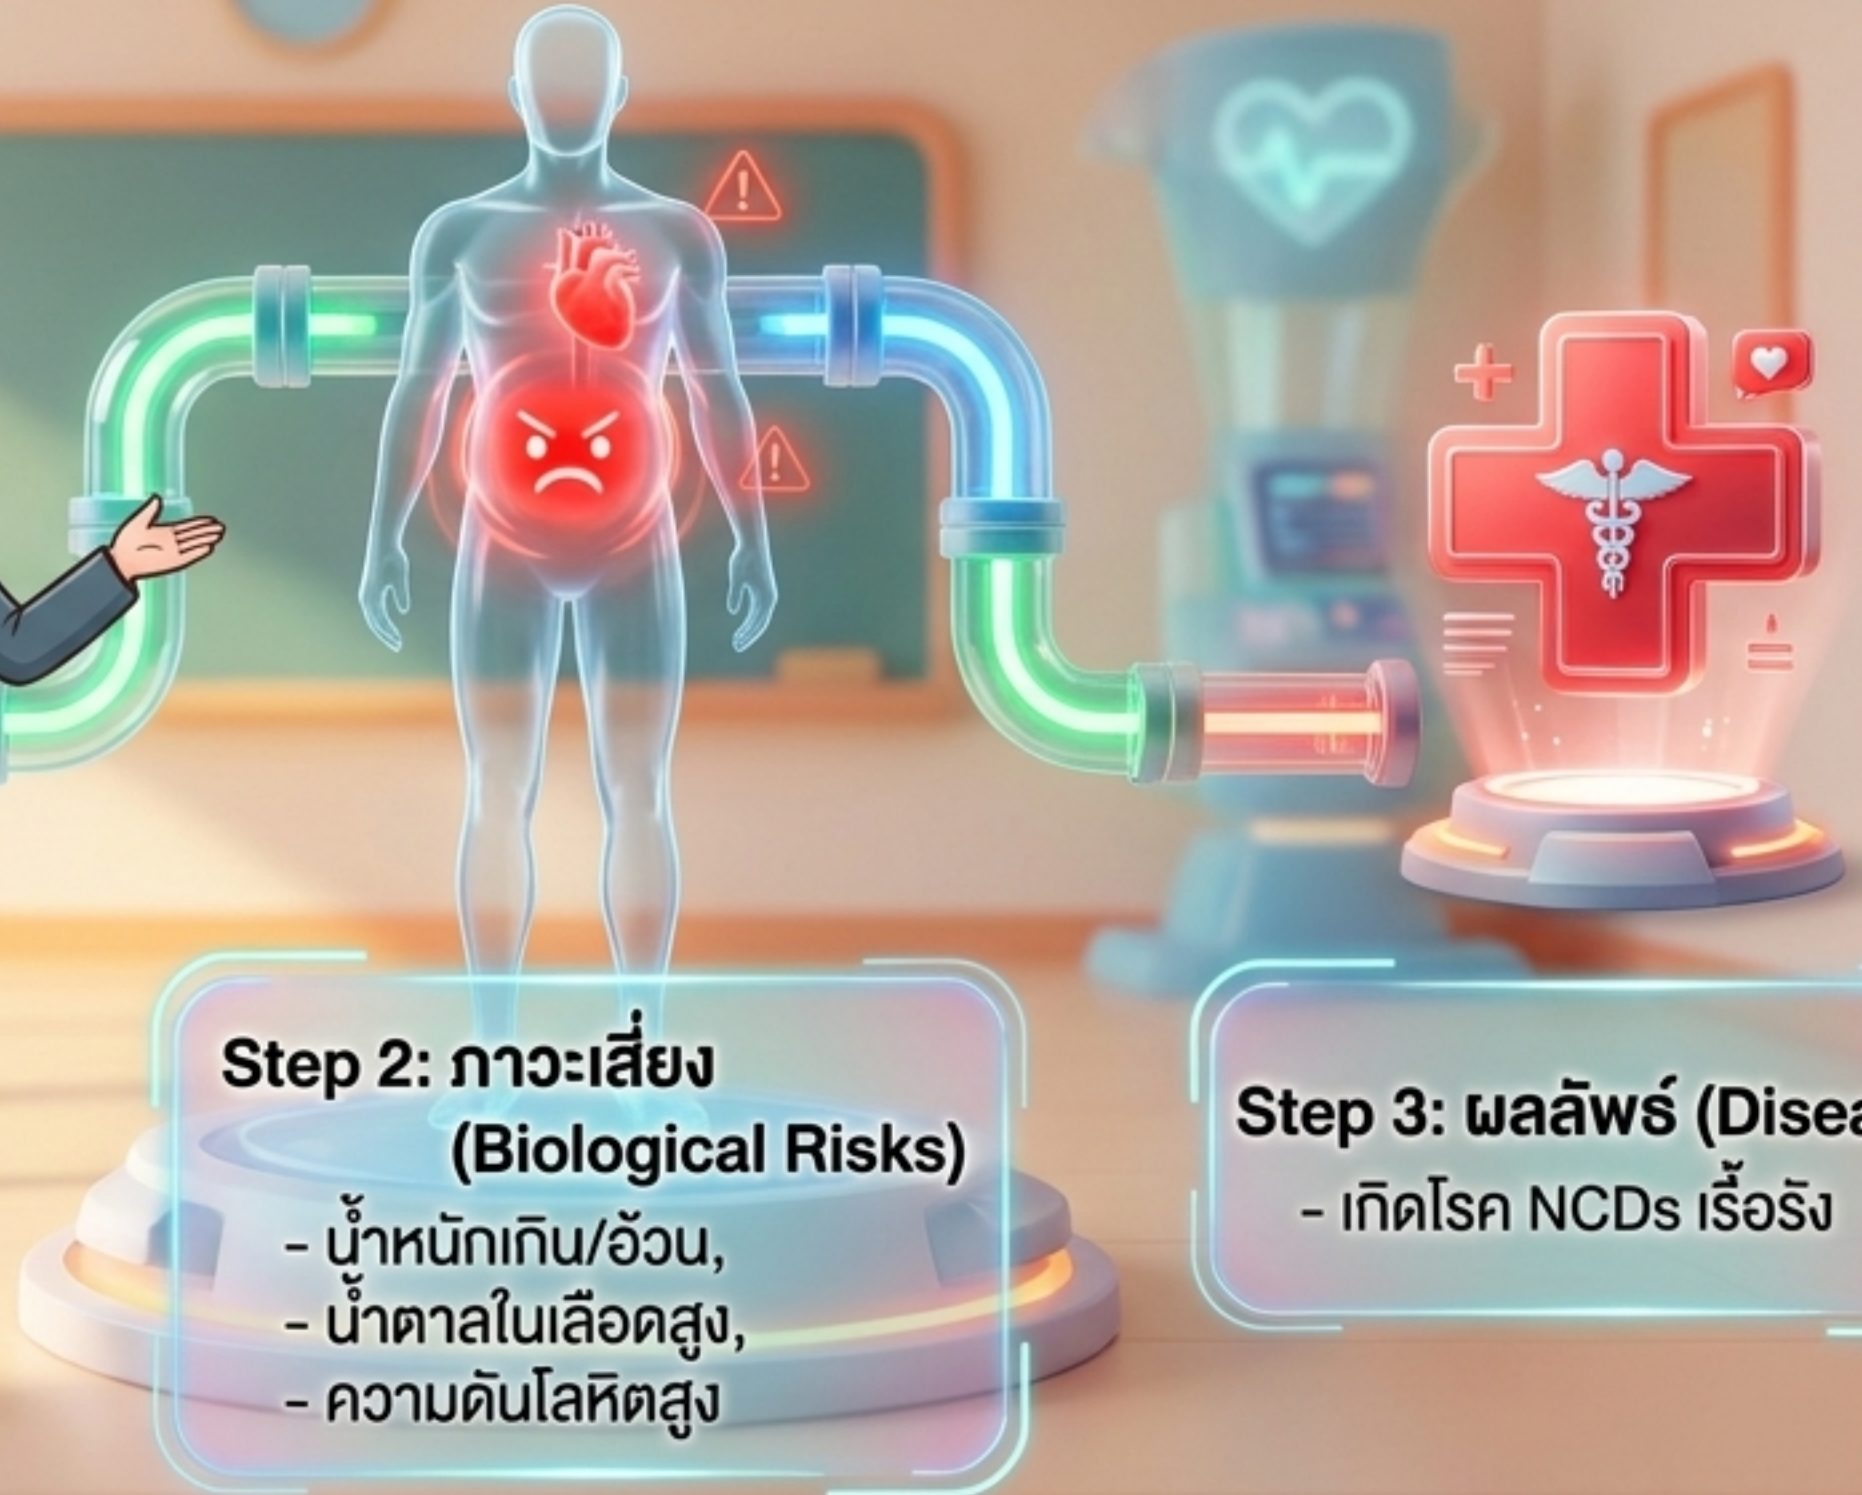 Step 2: ภาวะเสี่ยง
(Biological Risks)
- น้ำหนักเกิน/อ้วน,
- น้ำตาลในเลือดสูง,
- ความดันโลหิตสูง
Step 3: ผลลัพธ์ (Disea
- เกิดโรค NCDs เรื้อรัง